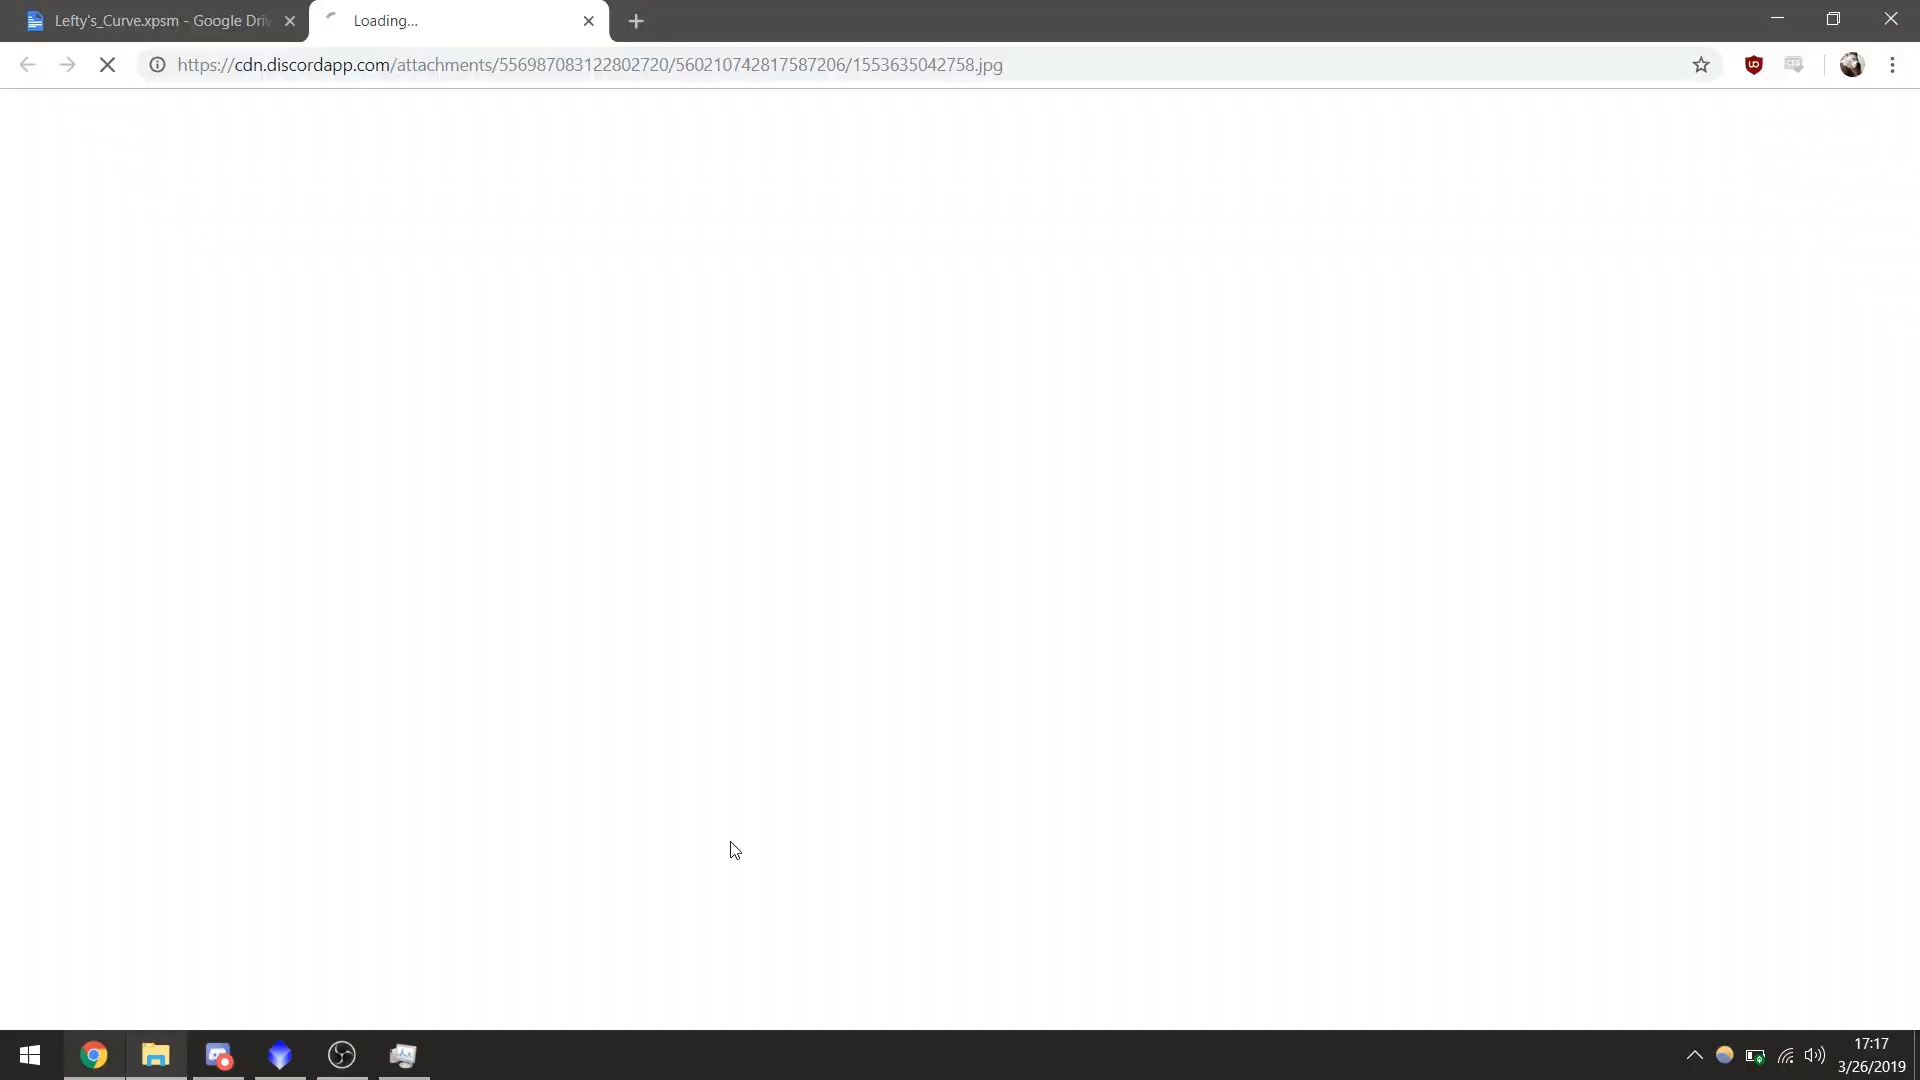 Lefty's_Curve.xpsm - Google Driv
Loading...
https://cdn.discordapp.com/attachments/556987083122802720/560210742817587206/1553635042758.jpg
17:17
3/26/2019